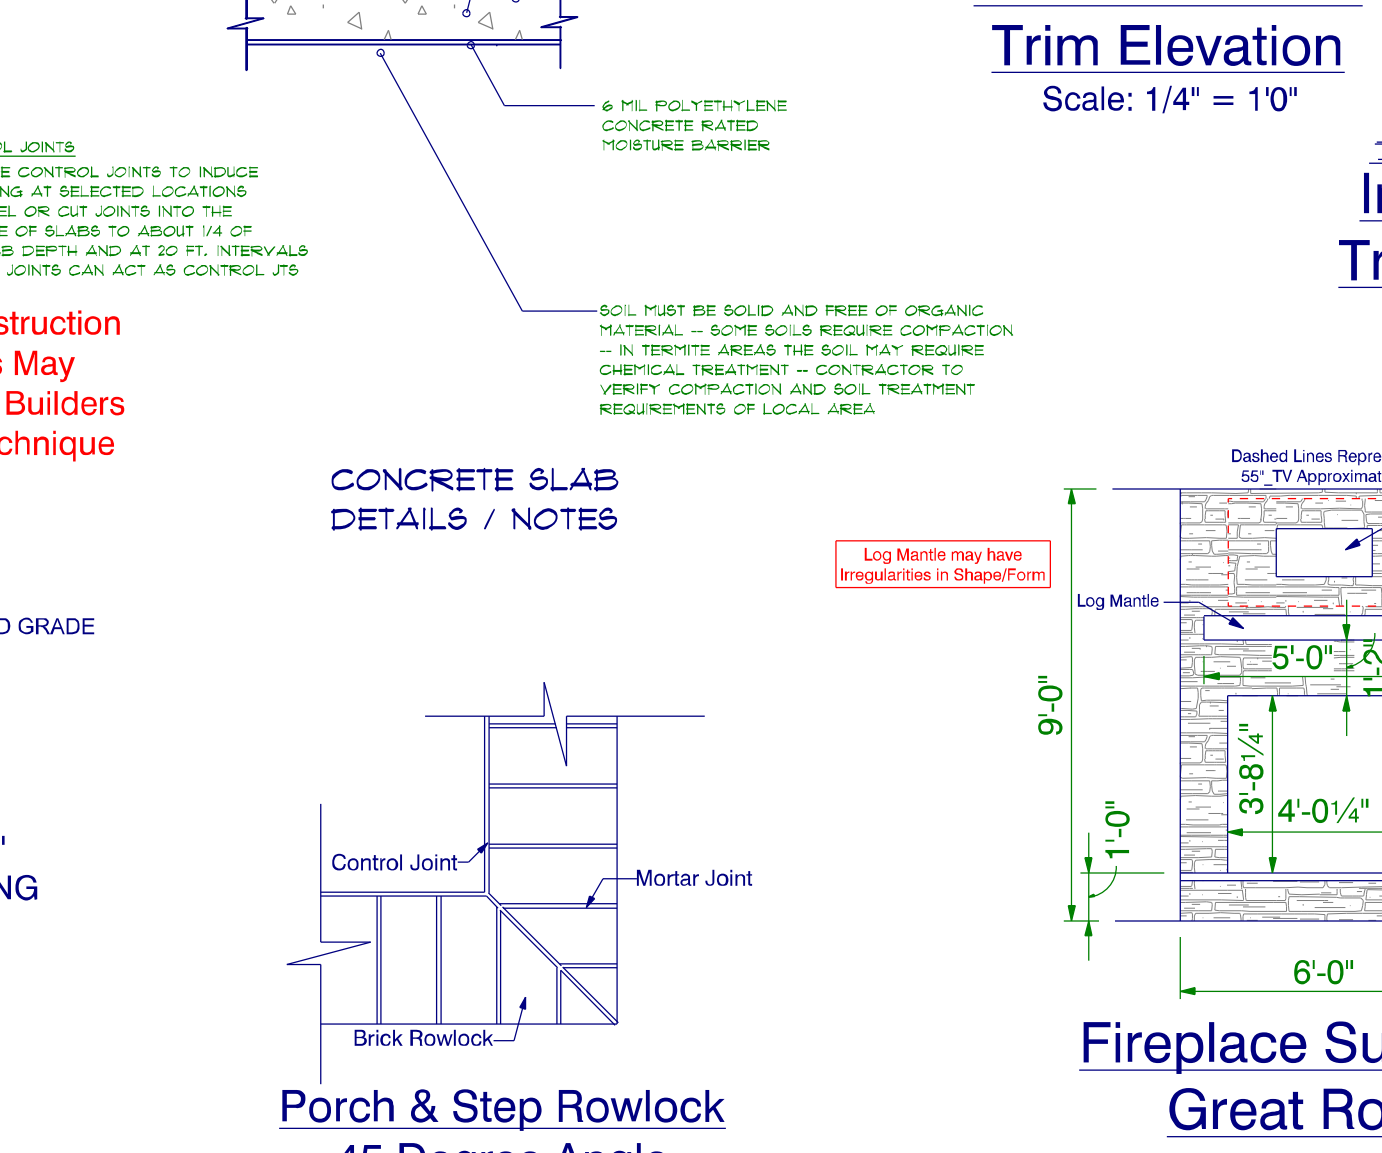 Trim Elevation
Scale: 1/4" = 1'0"
6 MIL POLYETHYLENE
CONCRETE RATED
MOISTURE BARRIER
JOINTS
CONTROL JOINTS TO INDUCE
AT SELECTED LOCATIONS
OR CUT JOINTS INTO THE
OF SLABS TO ABOUT 1/4 OF
DEPTH AND AT 20 FT. INTERVALS
JOINTS CAN ACT AS CONTROL JTS
SOIL MUST BE SOLID AND FREE OF ORGANIC
MATERIAL -- SOME SOILS REQUIRE COMPACTION
-- IN TERMITE AREAS THE SOIL MAY REQUIRE
CHEMICAL TREATMENT -- CONTRACTOR TO
VERIFY COMPACTION AND SOIL TREATMENT
REQUIREMENTS OF LOCAL AREA
struction
May
Builders
chnique
CONCRETE SLAB
DETAILS / NOTES
Dashed Lines Repre
55"_TV Approximat
Log Mantle may have
Irregularities in Shape/Form
Log Mantle
5'-0"
1'-2"
9'-0"
3'-8¼"
4'-0¼"
1'-0"
6'-0"
GRADE
NG
Control Joint
Mortar Joint
Brick Rowlock
Porch & Step Rowlock
45 Degree Angle
Fireplace Su
Great Ro